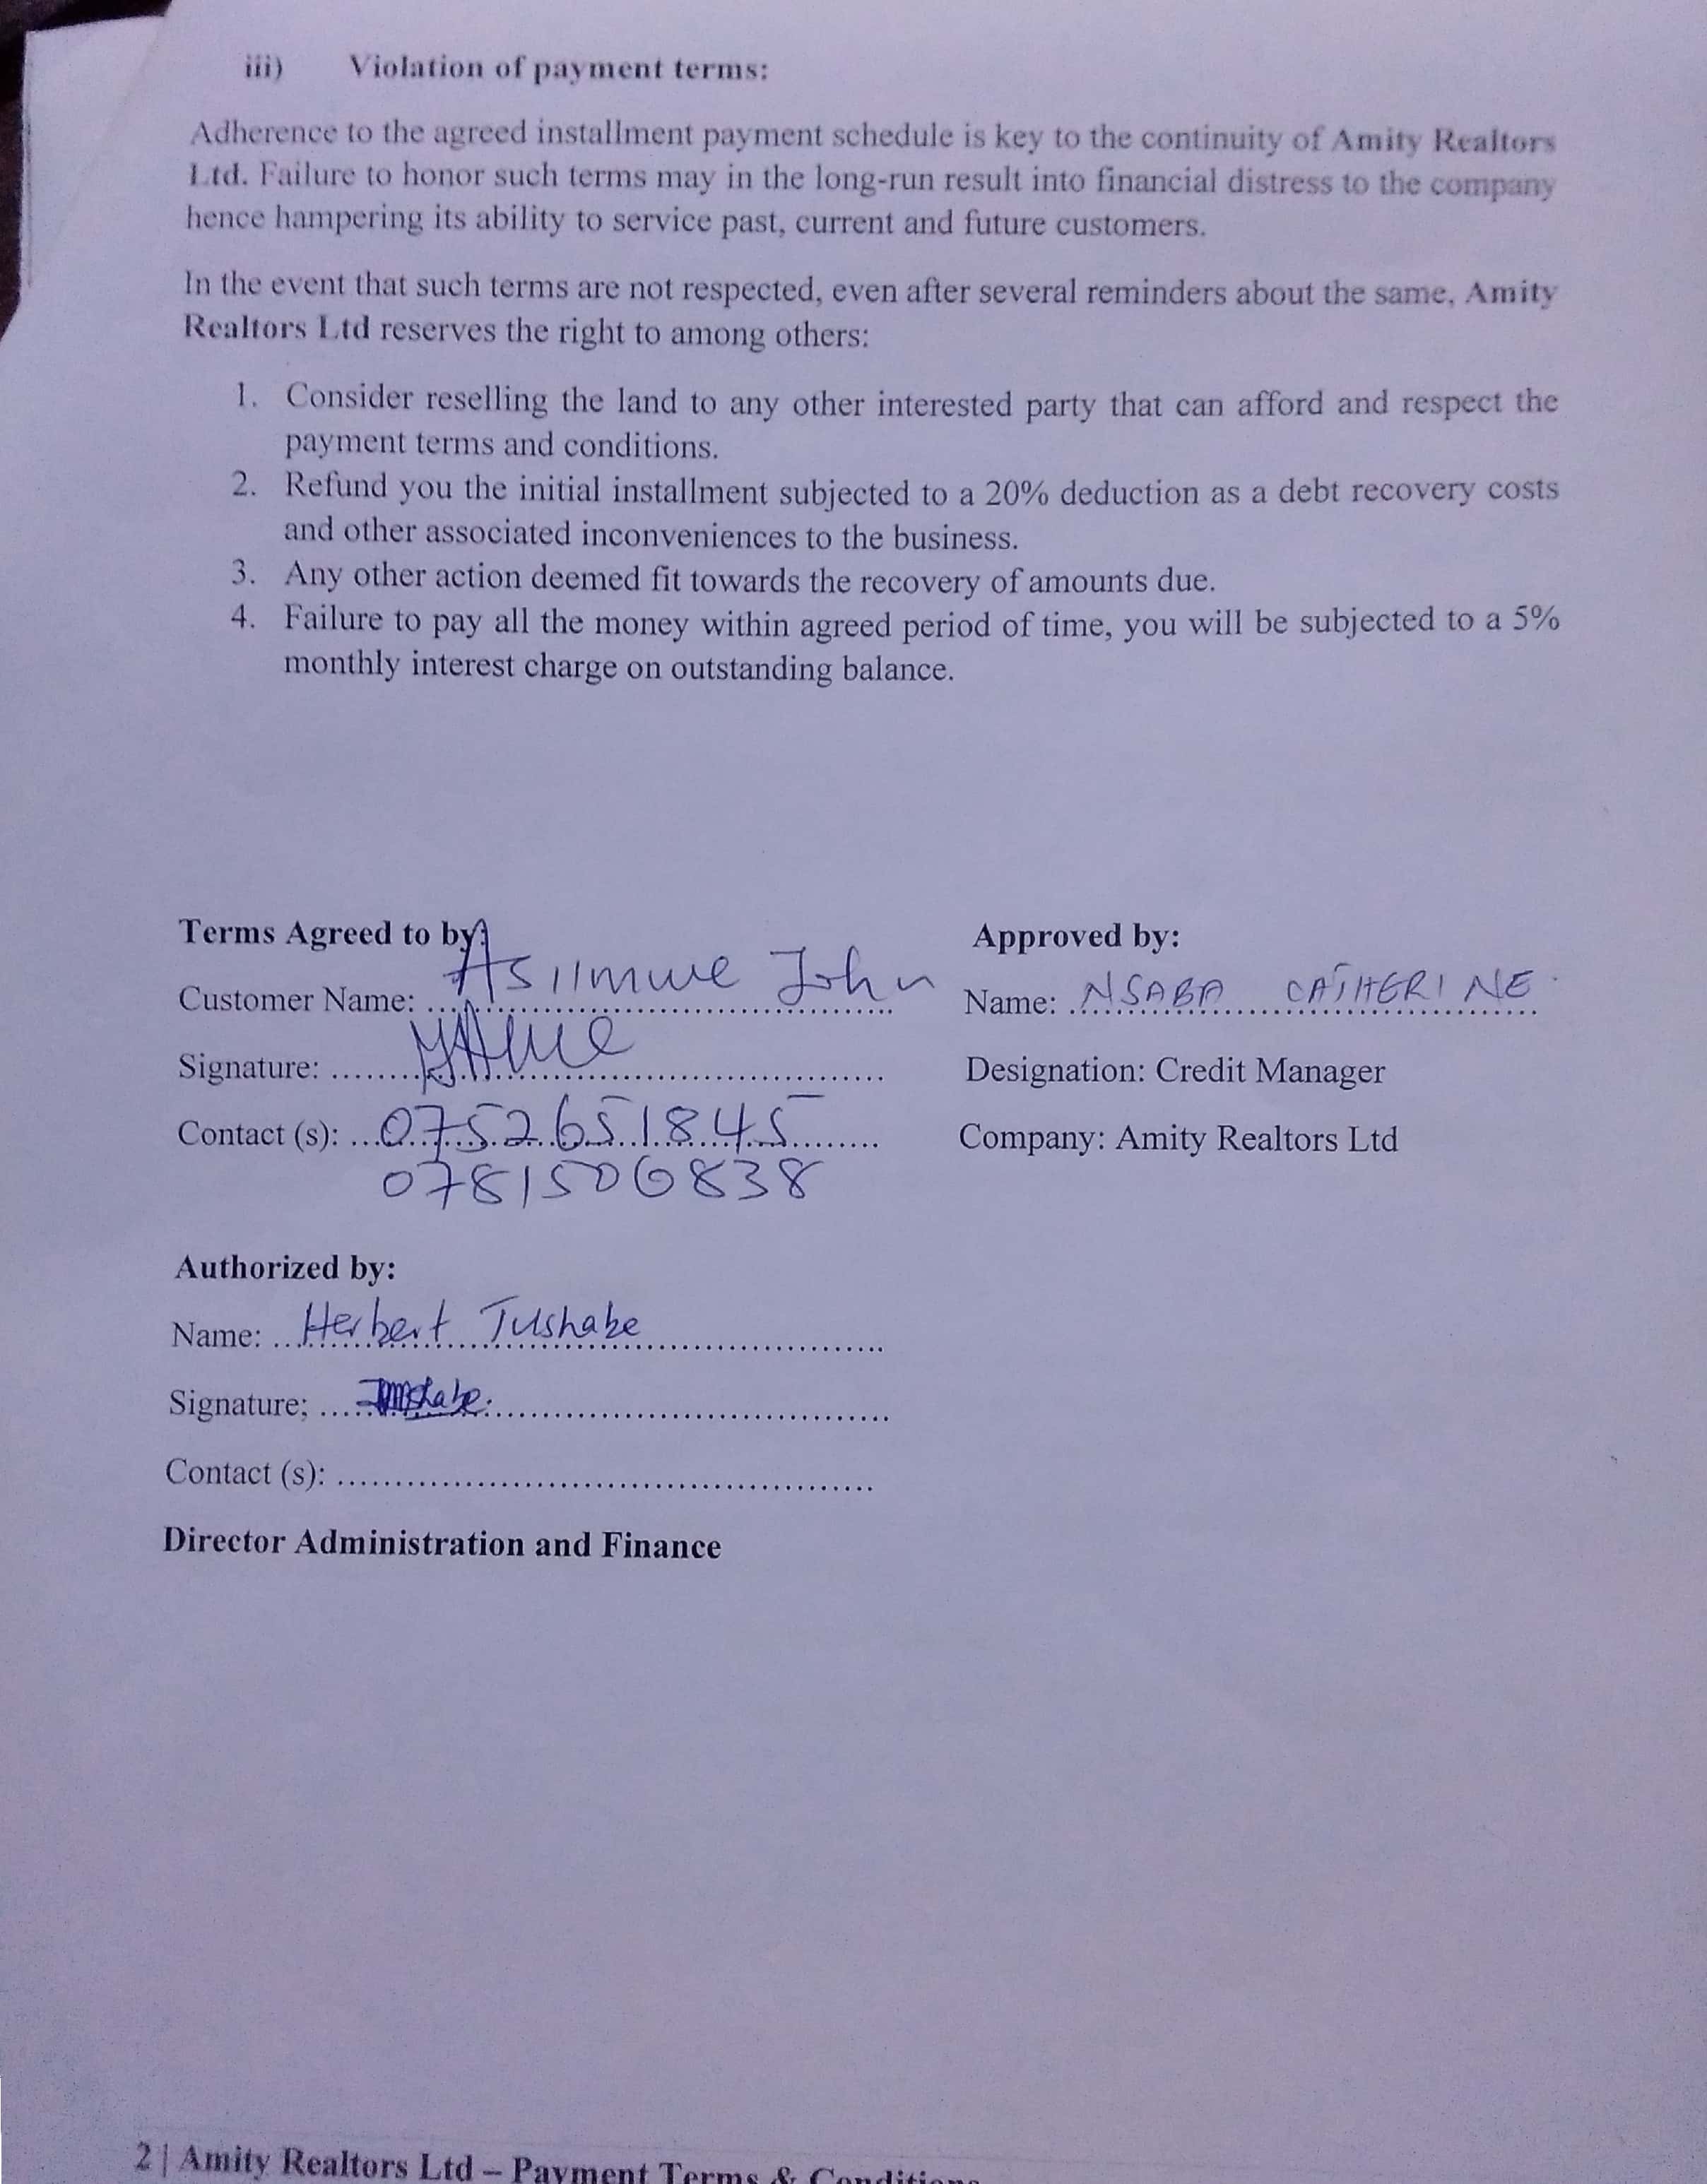 iii) Violation of payment terms:
Adherence to the agreed installment payment schedule is key to the continuity of Amity Realtors
Ltd. Failure to honor such terms may in the long-run result into financial distress to the company
hence hampering its ability to service past, current and future customers.
In the event that such terms are not respected, even after several reminders about the same, Amity
Realtors Ltd reserves the right to among others:
1. Consider reselling the land to any other interested party that can afford and respect the
payment terms and conditions.
2. Refund you the initial installment subjected to a 20% deduction as a debt recovery costs
and other associated inconveniences to the business.
3. Any other action deemed fit towards the recovery of amounts due.
4. Failure to pay all the money within agreed period of time, you will be subjected to a 5%
monthly interest charge on outstanding balance.
Terms Agreed to by:
Customer Name: Asiimwe John
Signature:
Contact (s): 0752651845
0781506838
Approved by:
Name: NSABA CATHERINE
Designation: Credit Manager
Company: Amity Realtors Ltd
Authorized by:
Name: Herbert Tushabe
Signature;
Contact (s):
Director Administration and Finance
2 | Amity Realtors Ltd – Payment Terms & Conditions